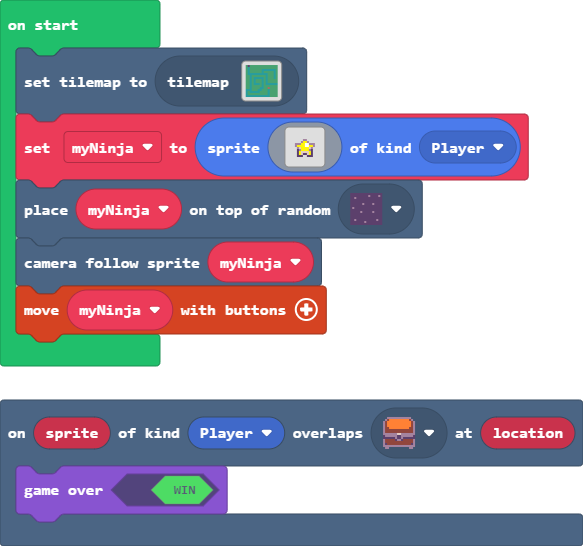 on start
set tilemap to tilemap
set myNinja to sprite of kind Player
place myNinja on top of random
camera follow sprite myNinja
move myNinja with buttons
on sprite of kind Player overlaps at location
game over WIN